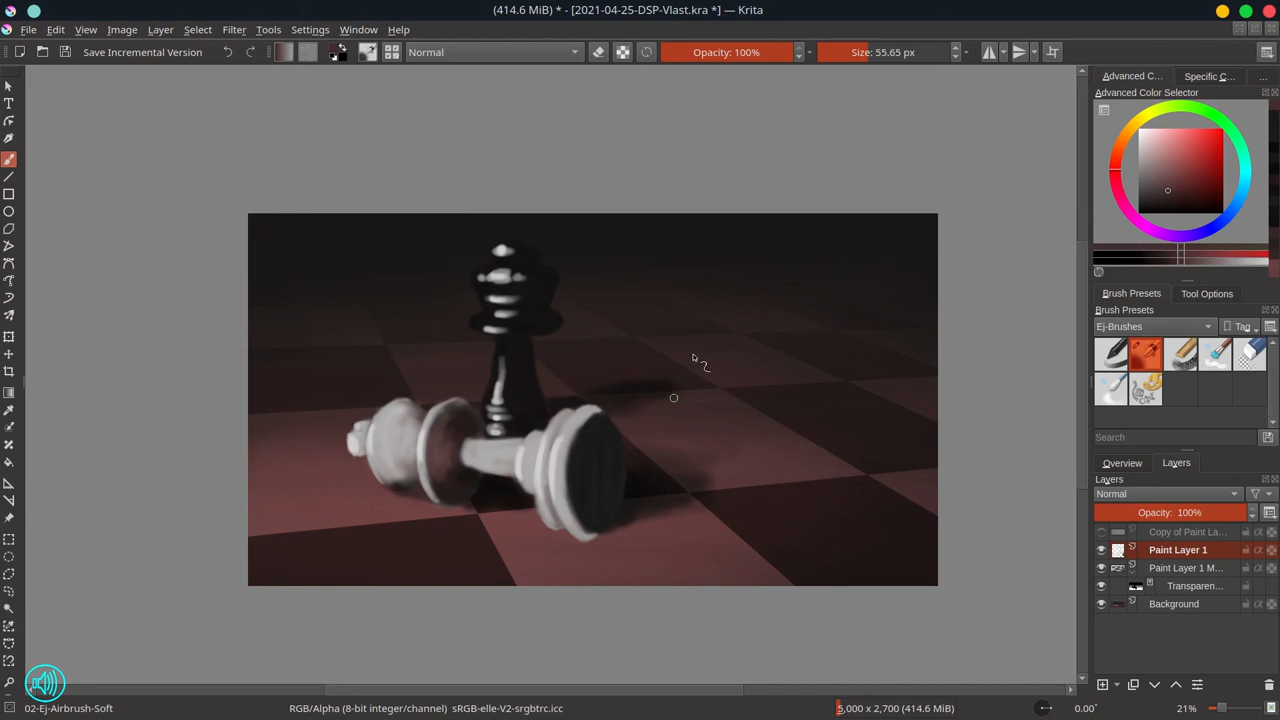 (414.6 MiB) * - [2021-04-25-DSP-Vlast.kra *] — Krita
File Edit View Image Layer Select Filter Tools Settings Window Help
Save Incremental Version Normal Opacity: 100% Size: 55.65 px
Advanced C... Specific C... ...
Advanced Color Selector
Brush Presets Tool Options
Brush Presets
Ej-Brushes Tag
Search
Overview Layers
Layers
Normal
Opacity: 100%
Copy of Paint La...
Paint Layer 1
Paint Layer 1 M...
Transparen...
Background
02-Ej-Airbrush-Soft RGB/Alpha (8-bit integer/channel) sRGB-elle-V2-srgbtrc.icc 5,000 x 2,700 (414.6 MiB) 0.00° 21%